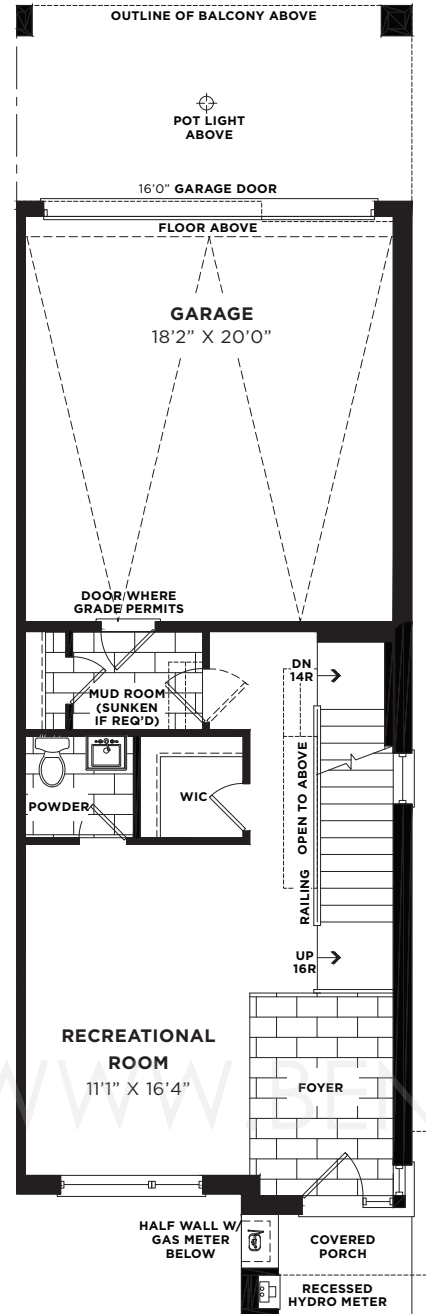 OUTLINE OF BALCONY ABOVE
POT LIGHT
ABOVE
16'0" GARAGE DOOR
FLOOR ABOVE
GARAGE
18'2" X 20'0"
DOOR WHERE
GRADE PERMITS
MUD ROOM
(SUNKEN
IF REQ'D)
DN
14R
POWDER
WIC
RAILING
OPEN TO ABOVE
UP
16R
RECREATIONAL
ROOM
11'1" X 16'4"
FOYER
WWW.BEN
HALF WALL W/
GAS METER
BELOW
COVERED
PORCH
RECESSED
HYDRO METER